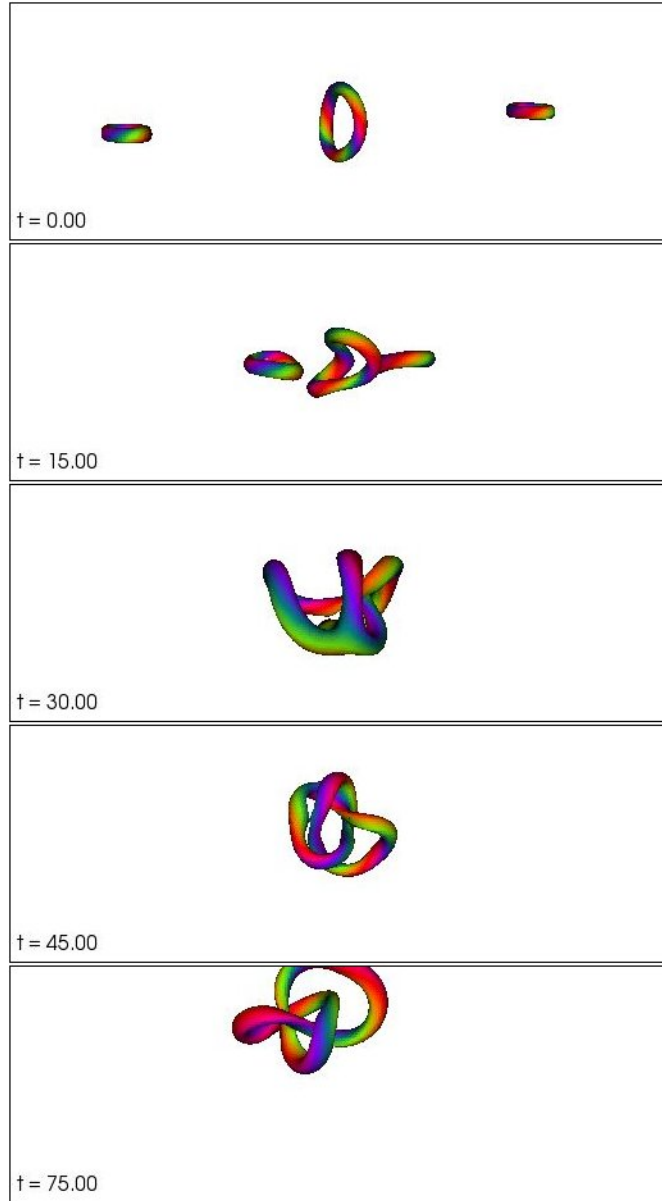 t = 0.00
t = 15.00
t = 30.00
t = 45.00
t = 75.00